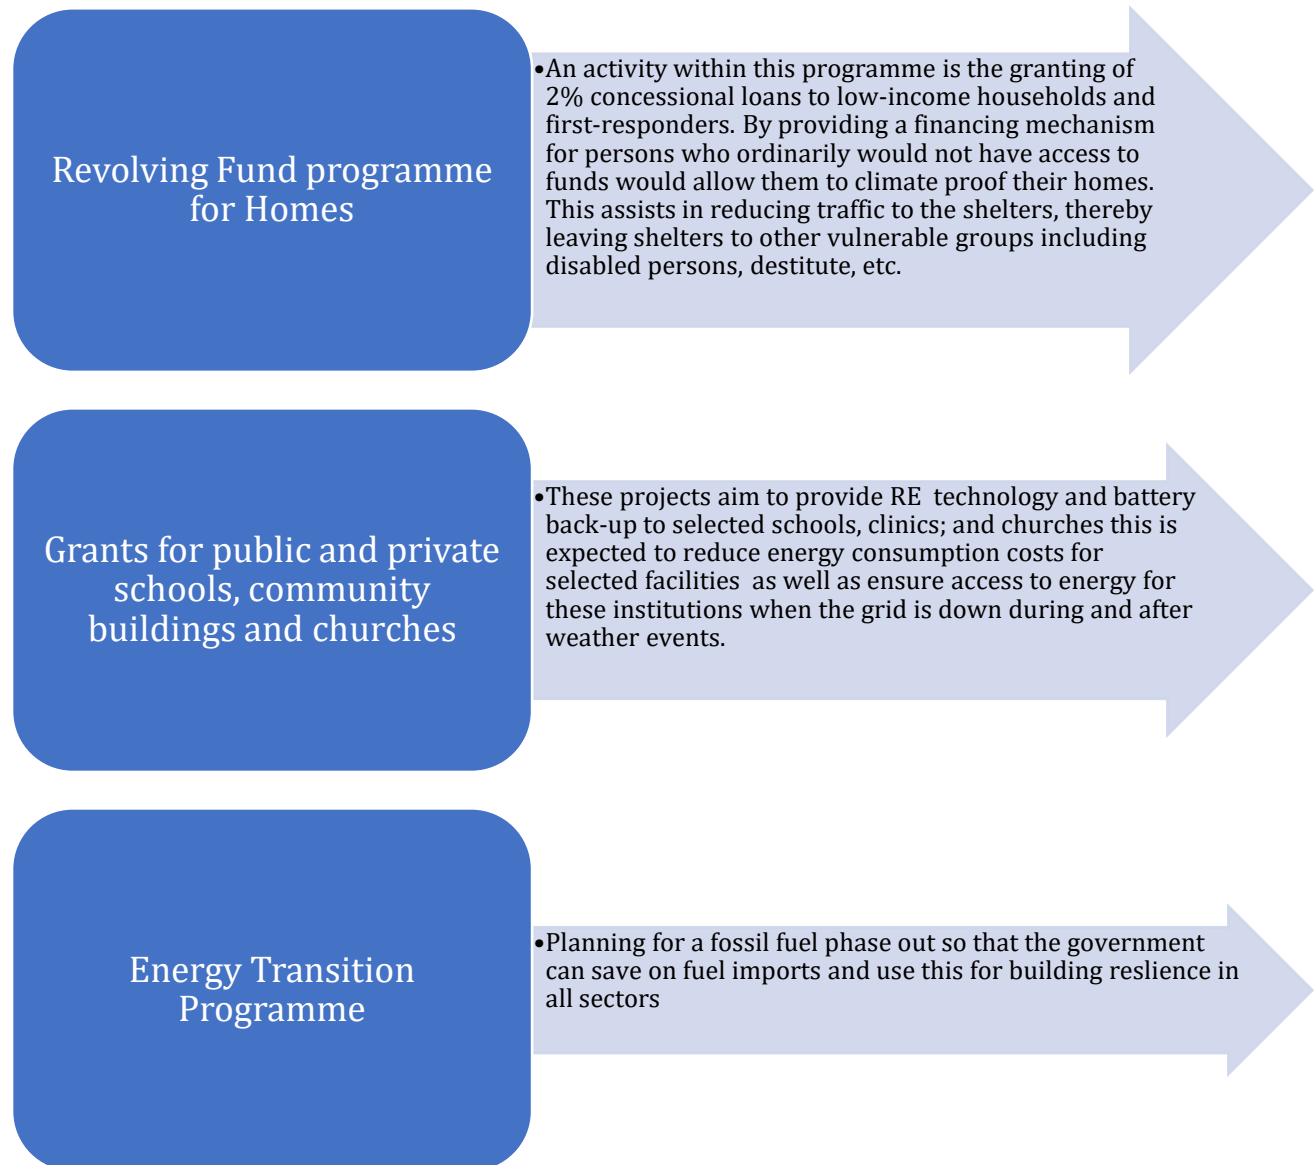 Revolving Fund programme
for Homes
•An activity within this programme is the granting of
2% concessional loans to low-income households and
first-responders. By providing a financing mechanism
for persons who ordinarily would not have access to
funds would allow them to climate proof their homes.
This assists in reducing traffic to the shelters, thereby
leaving shelters to other vulnerable groups including
disabled persons, destitute, etc.
Grants for public and private
schools, community
buildings and churches
•These projects aim to provide RE  technology and battery
back-up to selected schools, clinics; and churches this is
expected to reduce energy consumption costs for
selected facilities  as well as ensure access to energy for
these institutions when the grid is down during and after
weather events.
Energy Transition
Programme
•Planning for a fossil fuel phase out so that the government
can save on fuel imports and use this for building reslience in
all sectors